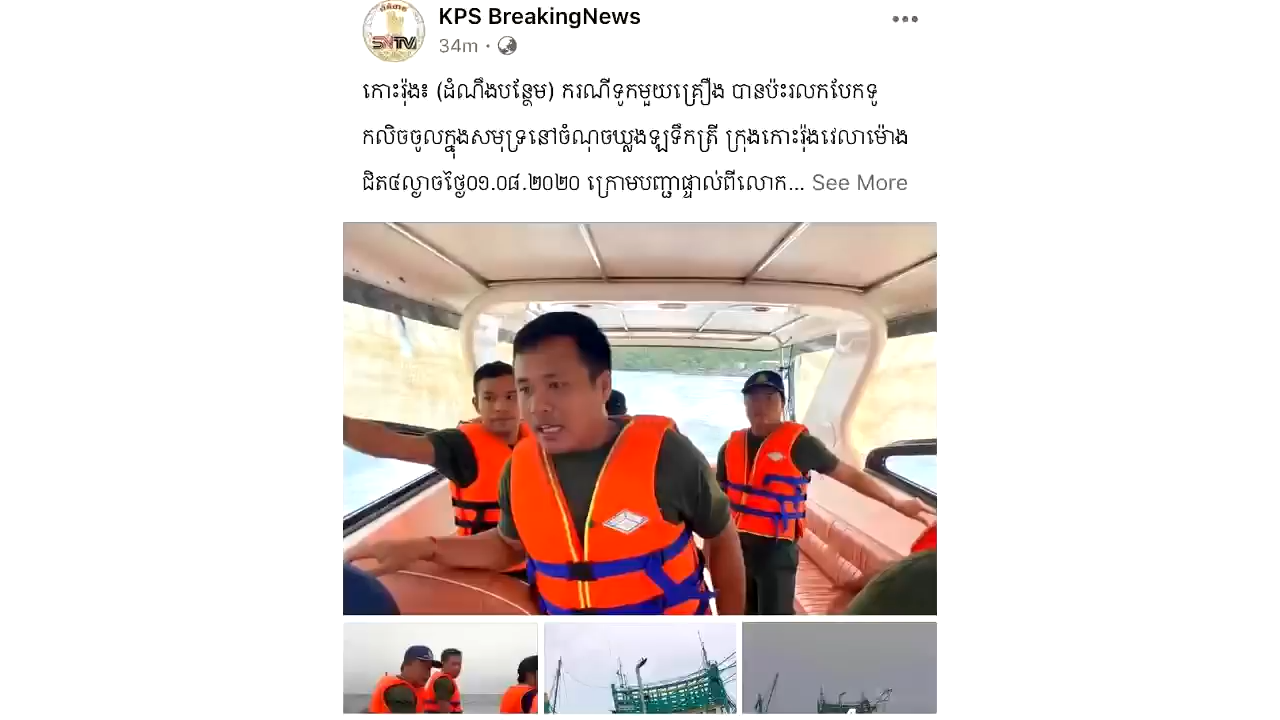 KPS BreakingNews
34m ·
កោះរ៉ុង៖ (ដំណឹងបន្ថែម) ករណីទូកមួយគ្រឿង បានប៉ះរលកបែកទូ
កលិចចូលក្នុងសមុទ្រនៅចំណុចឃ្លងឡទឹកត្រី ក្រុងកោះរ៉ុងវេលាម៉ោង
ជិត៤ល្ងាចថ្ងៃ០១.០៨.២០២០ ក្រោមបញ្ជាផ្ទាល់ពីលោក... See More